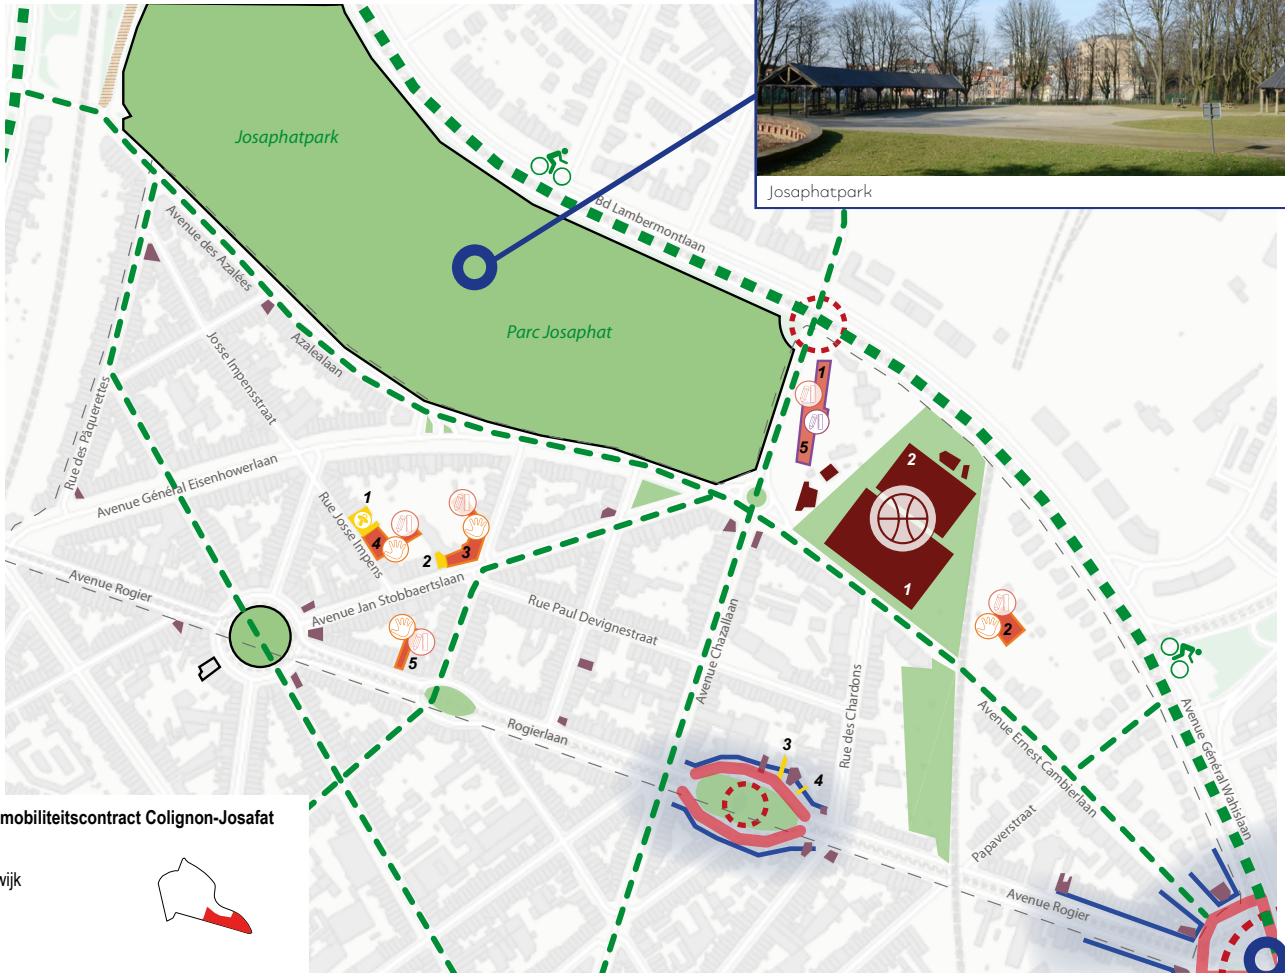 Josaphatpark
Josaphatpark
Bd Lambermontlaan
Avenue des Azalées
Parc Josaphat
Josse Impensstraat
Azalealaan
Rue des Pâquerettes
Avenue Général Eisenhowerlaan
1
5
2
1
1
4
2
3
Rue Josse Impens
Avenue Rogier
Avenue Jan Stobbaertslaan
Rue Paul Devignestraat
5
2
Avenue Chazallaan
Rue des Chardons
Rogierlaan
3
4
Avenue Ernest Cambierlaan
Avenue Général Wahislaan
Papaverstraat
Avenue Rogier
mobiliteitscontract Colignon-Josafat
wijk